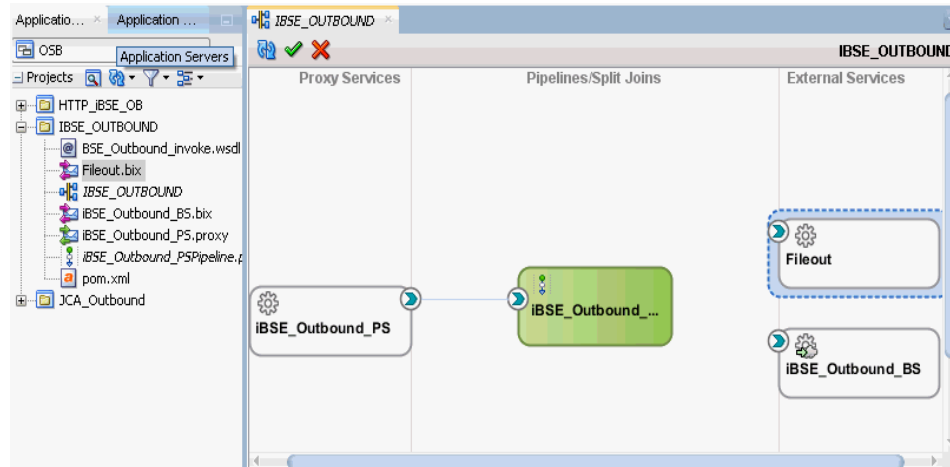 Applicatio...
Application ...
IBSE_OUTBOUND
OSB
Application Servers
IBSE_OUTBOUND
Projects
Proxy Services
Pipelines/Split Joins
External Services
HTTP_iBSE_OB
IBSE_OUTBOUND
BSE_Outbound_invoke.wsdl
Fileout.bix
IBSE_OUTBOUND
iBSE_Outbound_BS.bix
iBSE_Outbound_PS.proxy
iBSE_Outbound_PSPipeline.p
pom.xml
JCA_Outbound
Fileout
iBSE_Outbound_PS
iBSE_Outbound_...
iBSE_Outbound_BS